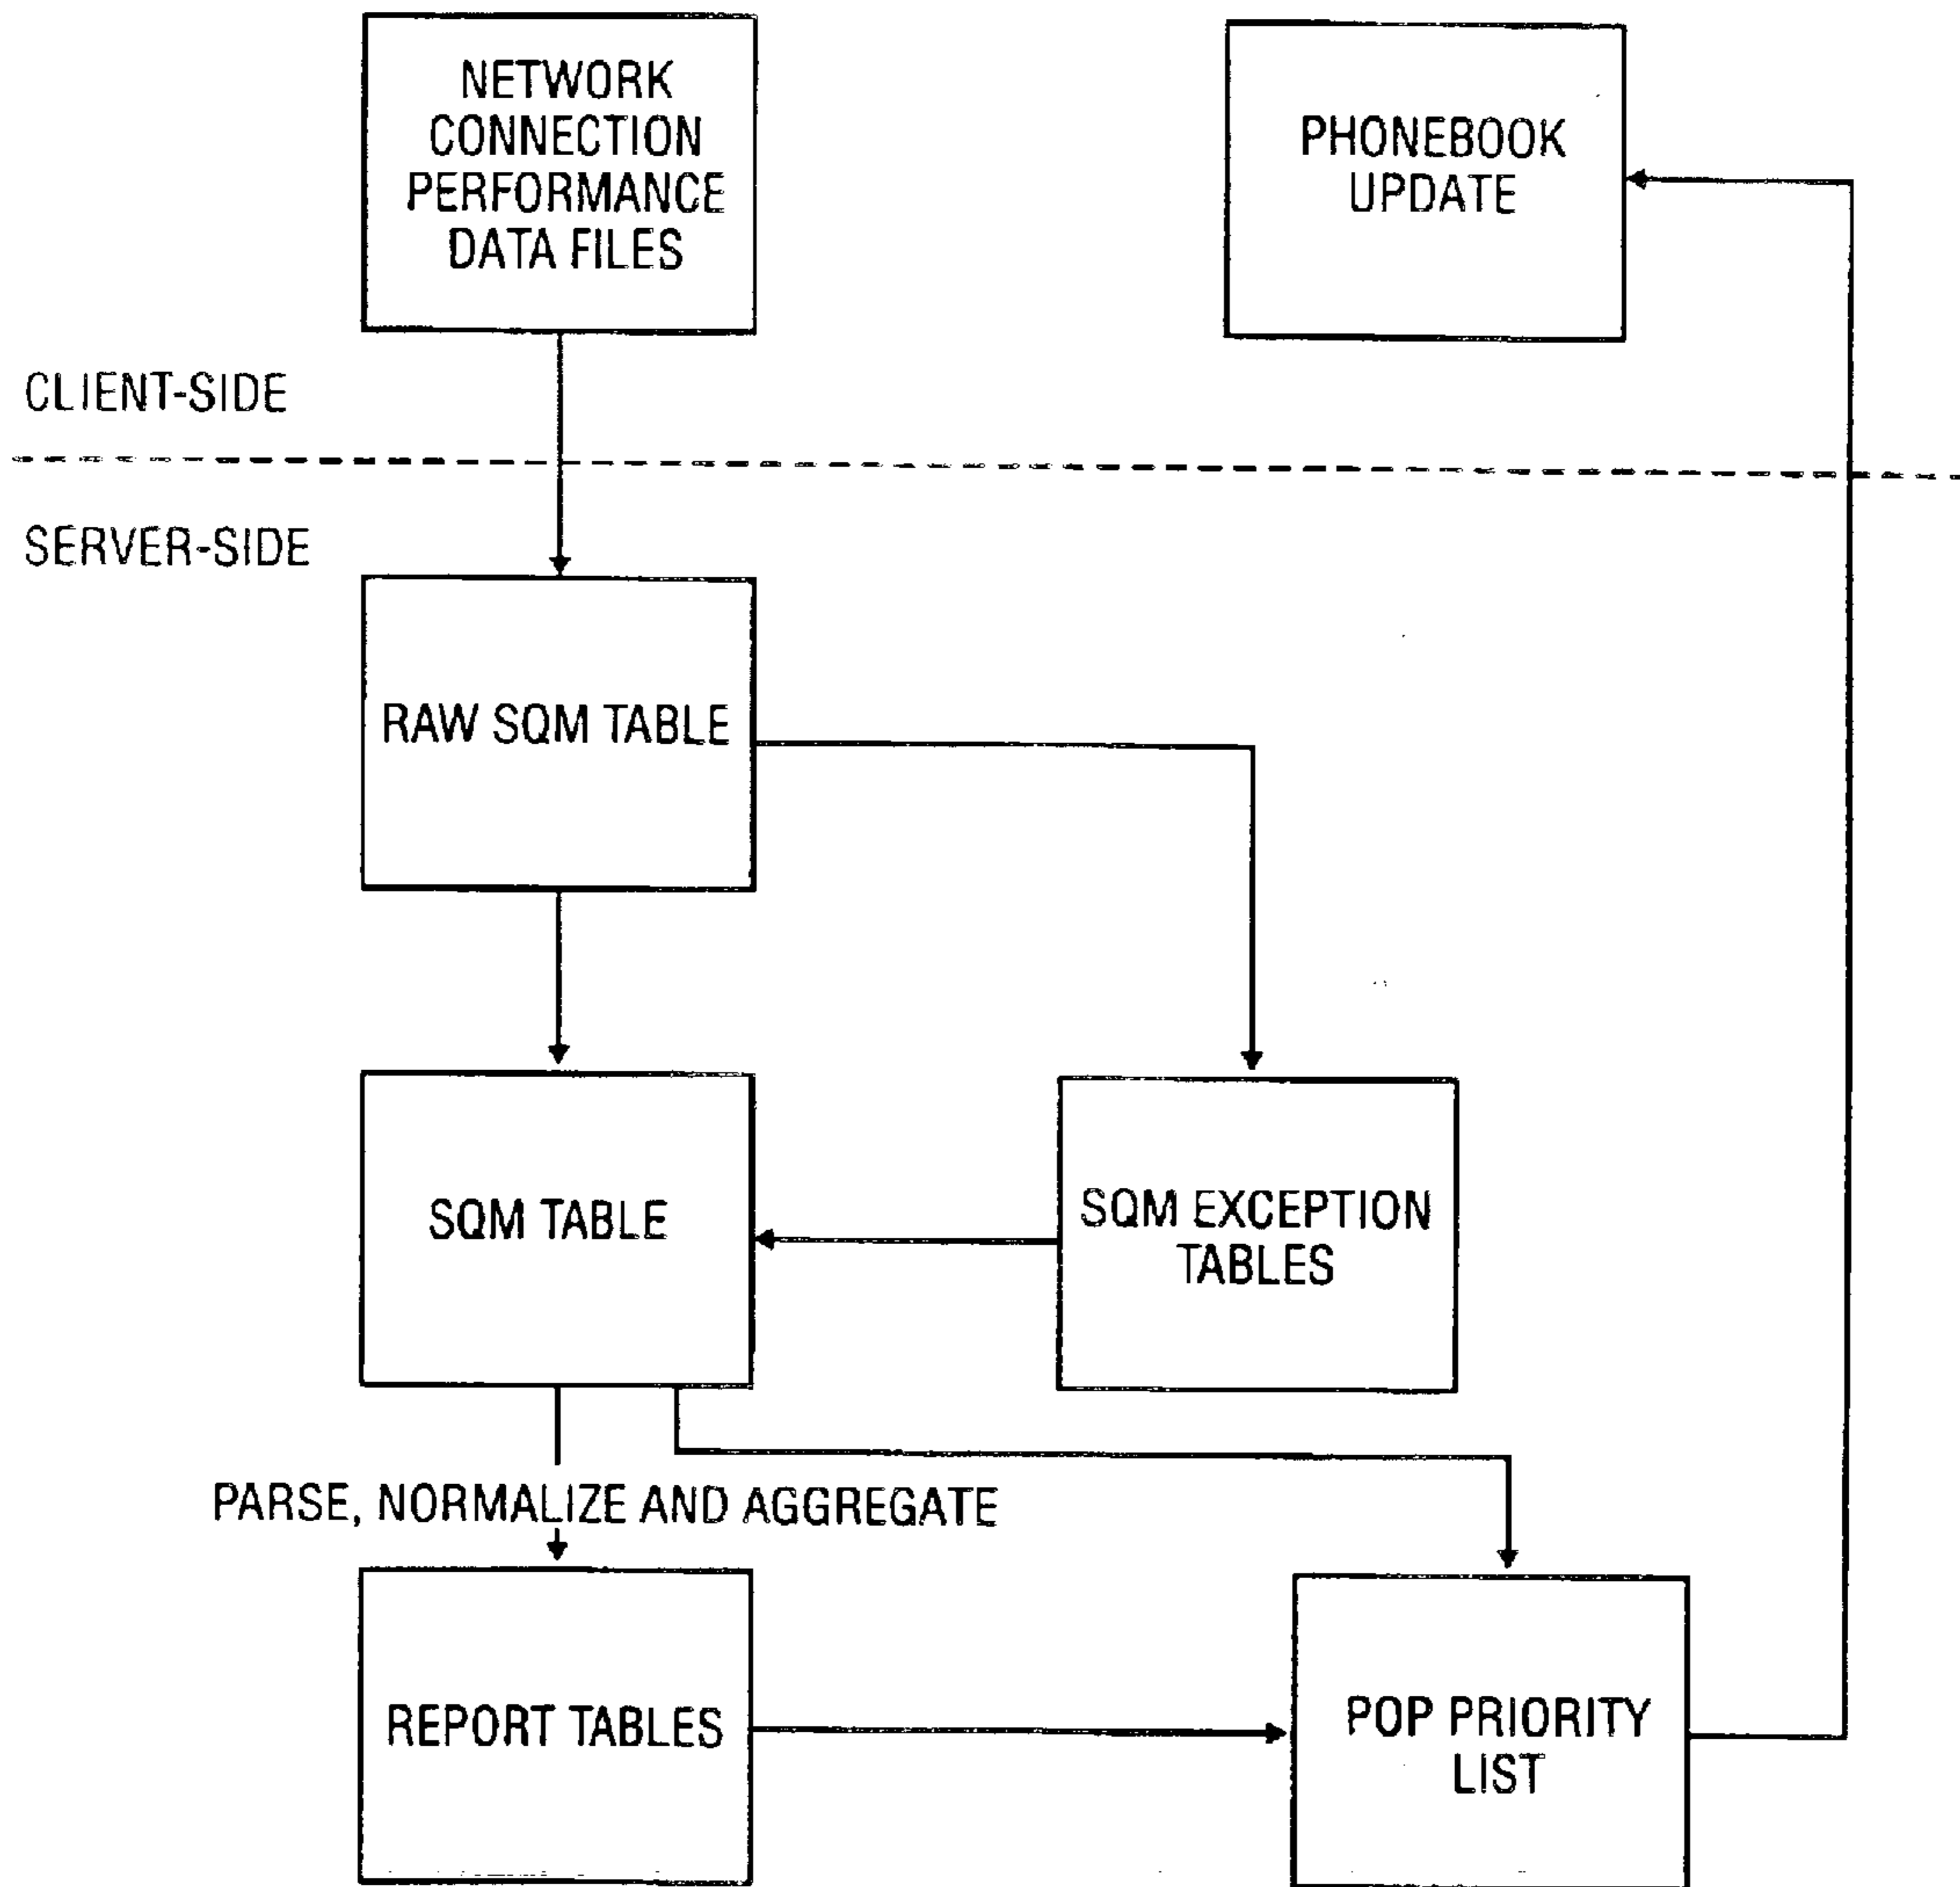 NETWORK
CONNECTION
PERFORMANCE
DATA FILES
PHONEBOOK
UPDATE
CLIENT-SIDE
SERVER-SIDE
RAW SQM TABLE
SQM TABLE
SQM EXCEPTION
TABLES
PARSE, NORMALIZE AND AGGREGATE
REPORT TABLES
POP PRIORITY
LIST